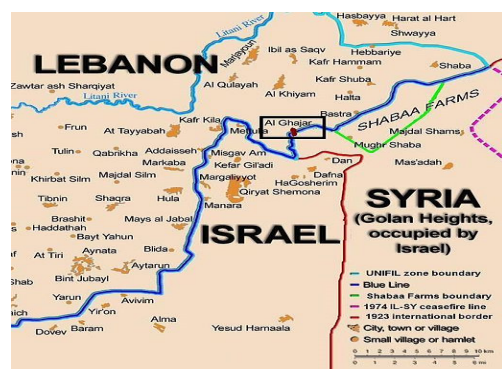 Litani River
Hasbayya
Harat al Hart
Shwayya
Marjayoun
Ibl as Saqy
Hebbariye
LEBANON
Kafr Hammam
Shaba
Zawtar ash Sharqiyat
Al Qulayah
Kafr Shuba
Litani River
Al Khiyam
Halta
SHABAA FARMS
Kafr Kila
Al Ghajar
Bastra
Frun
At Tayyabah
Metulla
Majdal Shams
Tulin
Qabrikha
Addaisseh
Misgav Am
Mughr Shaba
Markaba
Kefar Gil'adi
Dan
Mas'adah
Khirbat Silm
Majdal Silm
Margaliyyot
Dafna
HaGosherim
Tibnin
Shaqra
Hula
Qiryat Shemona
SYRIA
Manara
(Golan Heights,
occupied by
Israel)
Brashit
Mays al Jabal
Haddathah
Bayt Yahun
ISRAEL
At Tiri
Aynata
Blida
UNIFIL zone boundary
Bint Jubayl
Aytarun
Blue Line
Shab
Shabaa Farms boundary
Yarun
Avivim
1974 IL-SY ceasefire line
aich
Yir'on
1923 international border
City, town or village
Dovev
Baram
Alma
Yesud Hamaala
Small village or hamlet